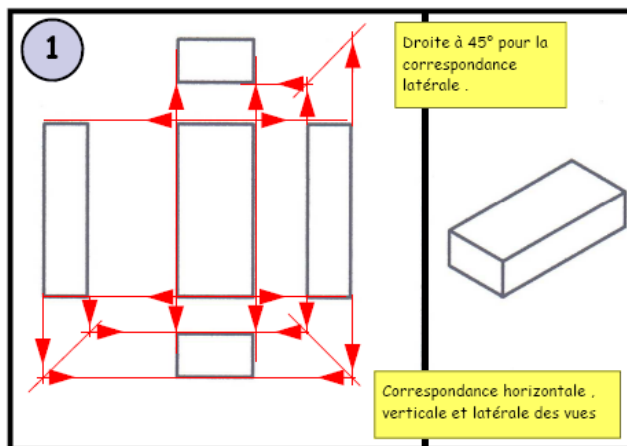 1
Droite à 45° pour la
correspondance
latérale .
Correspondance horizontale ,
verticale et latérale des vues